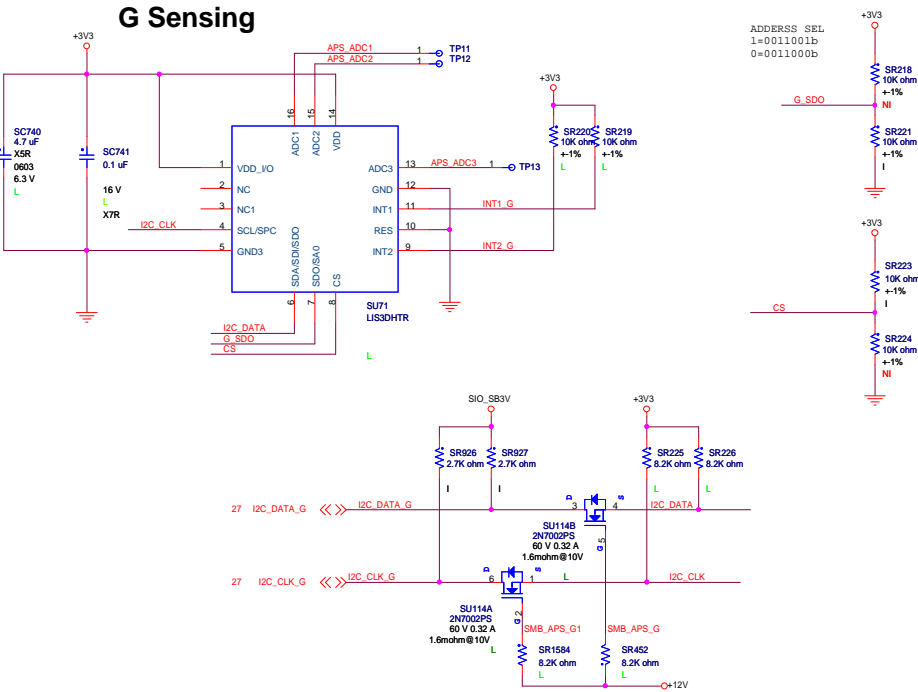 G Sensing
+3V3
APS_ADC1
1
TP11
APS_ADC2
1
TP12
ADDERSS SEL
1=0011001b
0=0011000b
+3V3
SR218
10K ohm
+-1%
NI
G_SDO
SR221
10K ohm
+-1%
I
+3V3
SR220
10K ohm
+-1%
L
SR219
10K ohm
+-1%
L
SC740
4.7 uF
X5R
0603
6.3 V
L
SC741
0.1 uF
16 V
L
X7R
16
15
14
ADC1
ADC2
VDD
1
VDD_I/O
2
NC
3
NC1
I2C_CLK
4
SCL/SPC
5
GND3
ADC3
13
APS_ADC3
1
TP13
GND
12
INT1
11
INT1_G
RES
10
INT2
9
INT2_G
SDA/SDI/SDO
SDO/SA0
CS
6
7
8
SU71
LIS3DHTR
L
I2C_DATA
G_SDO
CS
+3V3
SR223
10K ohm
+-1%
I
CS
SR224
10K ohm
+-1%
NI
SIO_SB3V
+3V3
SR926
2.7K ohm
I
SR927
2.7K ohm
I
SR225
8.2K ohm
L
SR226
8.2K ohm
L
27
I2C_DATA_G
I2C_DATA_G
3
D
S
4
I2C_DATA
G
5
SU114B
2N7002PS
60 V 0.32 A
1.6mohm@10V
L
27
I2C_CLK_G
I2C_CLK_G
6
D
S
1
I2C_CLK
G
2
SU114A
2N7002PS
60 V 0.32 A
1.6mohm@10V
L
SMB_APS_G1
SMB_APS_G
SR1584
8.2K ohm
L
SR452
8.2K ohm
L
+12V